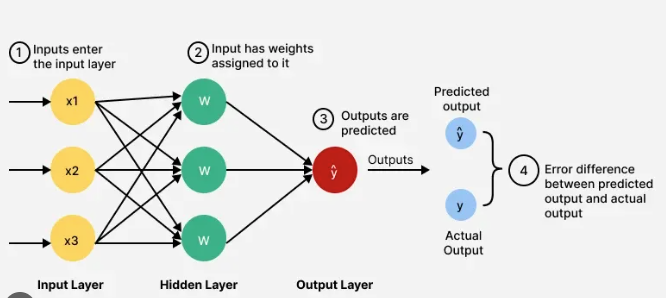 1 Inputs enter
the input layer
2 Input has weights
assigned to it
x1
x2
x3
W
W
W
3 Outputs are
predicted
ŷ
Outputs
Predicted
output
ŷ
y
Actual
Output
4 Error difference
between predicted
output and actual
output
Input Layer
Hidden Layer
Output Layer